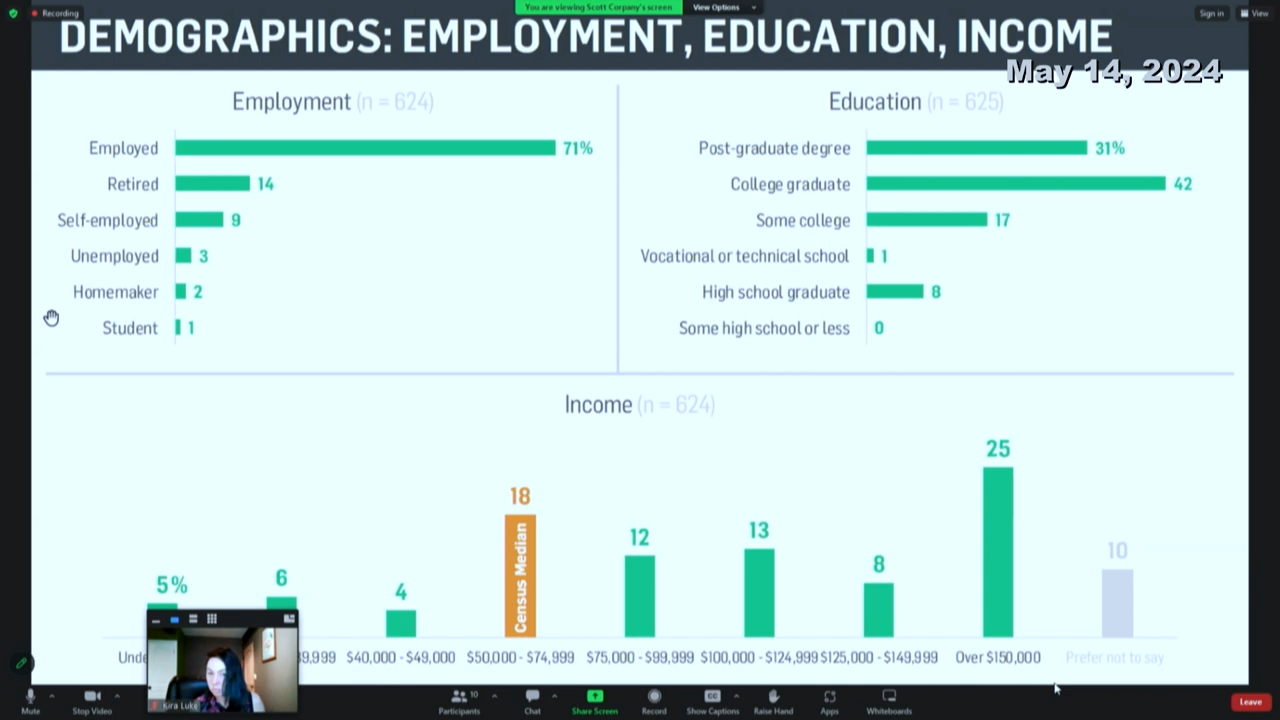 Recording
You are viewing Scott Corpany's screen
View Options
Sign in
View
DEMOGRAPHICS: EMPLOYMENT, EDUCATION, INCOME
May 14, 2024
Employment (n = 624)
Employed 71%
Retired 14
Self-employed 9
Unemployed 3
Homemaker 2
Student 1
Education (n = 625)
Post-graduate degree 31%
College graduate 42
Some college 17
Vocational or technical school 1
High school graduate 8
Some high school or less 0
Income (n = 624)
5% 6 4 18 12 13 8 25 10
Census Median
$40,000 - $49,000 $50,000 - $74,999 $75,000 - $99,999 $100,000 - $124,999 $125,000 - $149,999 Over $150,000 Prefer not to say
Kira Luke
Mute
Stop Video
Participants 10
Chat
Share Screen
Record
CC
Show Captions
Raise Hand
Apps
Whiteboards
Leave